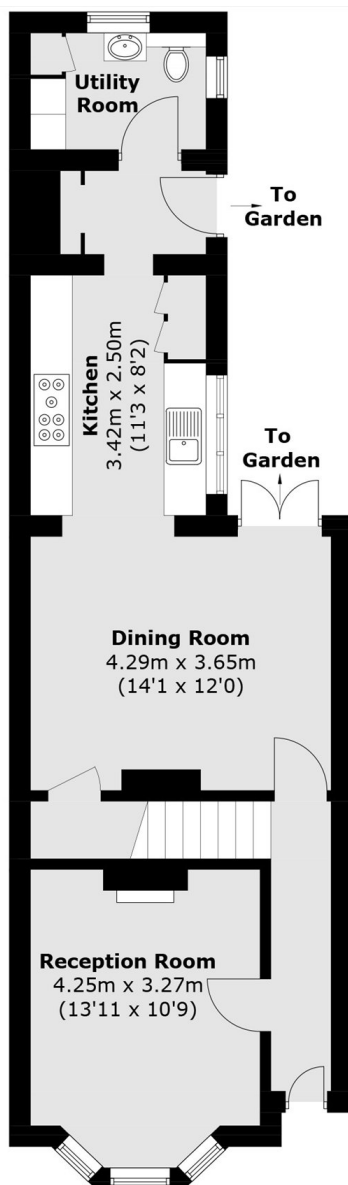 Utility
Room
To
Garden
Kitchen
3.42m x 2.50m
(11'3 x 8'2)
To
Garden
Dining Room
4.29m x 3.65m
(14'1 x 12'0)
Reception Room
4.25m x 3.27m
(13'11 x 10'9)